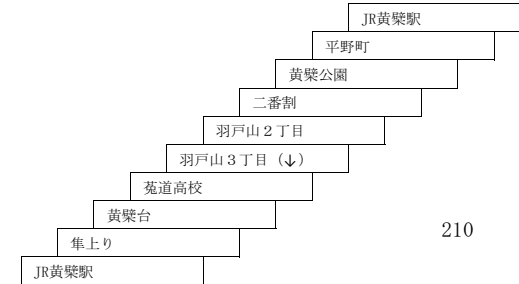 JR黄檗駅
平野町
黄檗公園
二番割
羽戸山２丁目
羽戸山３丁目（↓）
菟道高校
黄檗台
隼上り
JR黄檗駅
210